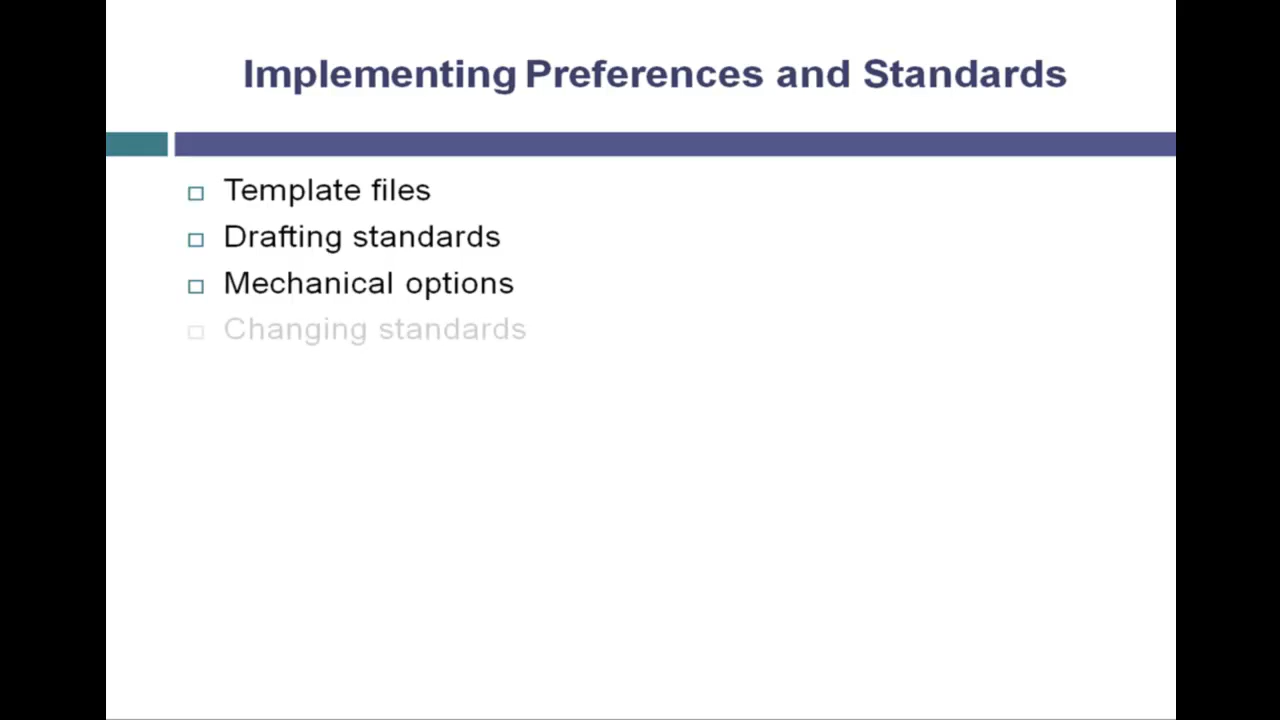 Implementing Preferences and Standards
Template files
Drafting standards
Mechanical options
Changing standards